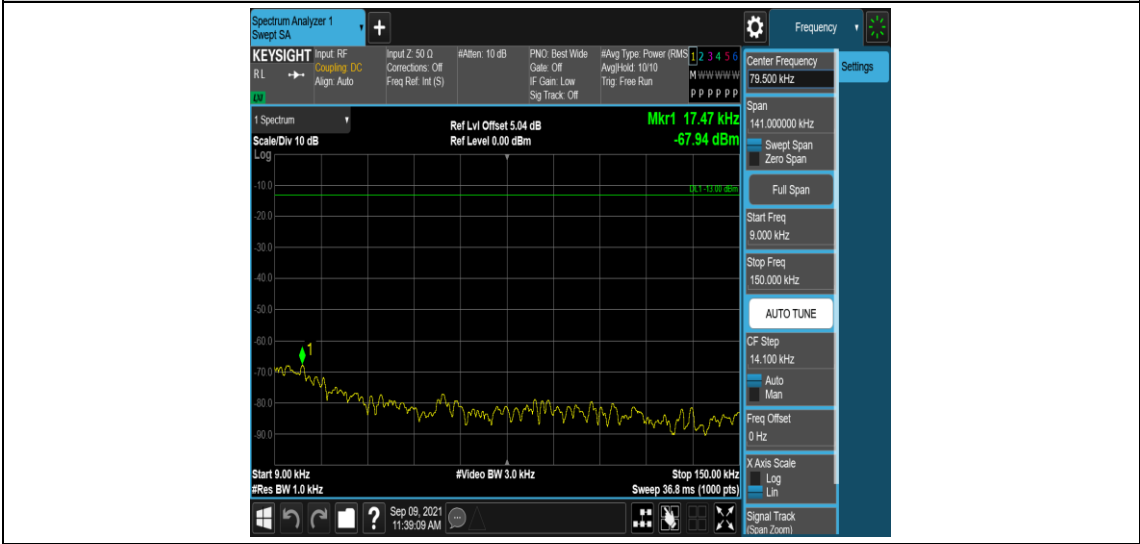 Spectrum Analyzer 1
Swept SA
+
Frequency
KEYSIGHT
RL
LXI
Input: RF
Coupling: DC
Align: Auto
Input Z: 50 Ω
Corrections: Off
Freq Ref: Int (S)
#Atten: 10 dB
PNO: Best Wide
Gate: Off
IF Gain: Low
Sig Track: Off
#Avg Type: Power (RMS
Avg|Hold: 10/10
Trig: Free Run
1 2 3 4 5 6
M W W W W W
P P P P P P
1 Spectrum
Scale/Div 10 dB
Ref Lvl Offset 5.04 dB
Ref Level 0.00 dBm
Mkr1 17.47 kHz
-67.94 dBm
Log
DL1 -13.00 dBm
-10.0
-20.0
-30.0
-40.0
-50.0
-60.0
-70.0
-80.0
-90.0
1
Start 9.00 kHz
#Res BW 1.0 kHz
#Video BW 3.0 kHz
Stop 150.00 kHz
Sweep 36.8 ms (1000 pts)
?
Sep 09, 2021
11:39:09 AM
Center Frequency
79.500 kHz
Settings
Span
141.000000 kHz
Swept Span
Zero Span
Full Span
Start Freq
9.000 kHz
Stop Freq
150.000 kHz
AUTO TUNE
CF Step
14.100 kHz
Auto
Man
Freq Offset
0 Hz
X Axis Scale
Log
Lin
Signal Track
(Span Zoom)